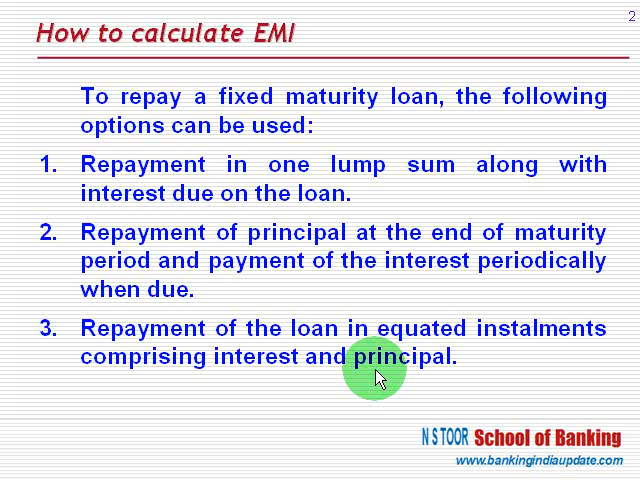 2
How to calculate EMI
To repay a fixed maturity loan, the following
options can be used:
1. Repayment in one lump sum along with
interest due on the loan.
2. Repayment of principal at the end of maturity
period and payment of the interest periodically
when due.
3. Repayment of the loan in equated instalments
comprising interest and principal.
N S TOOR School of Banking
www.bankingindiaupdate.com